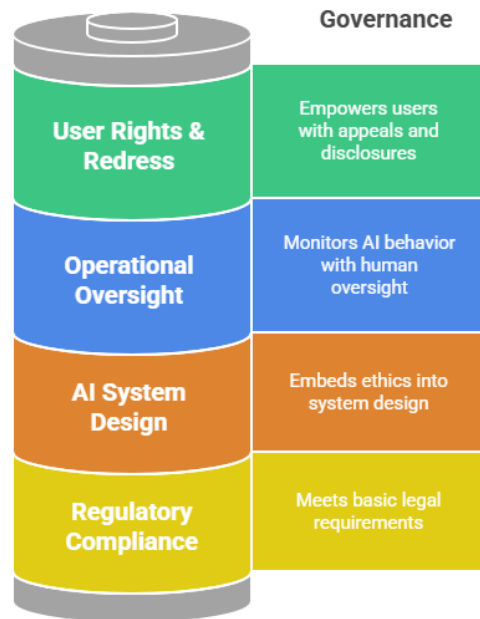 Governance
User Rights &
Redress
Empowers users
with appeals and
disclosures
Operational
Oversight
Monitors AI behavior
with human
oversight
AI System
Design
Embeds ethics into
system design
Regulatory
Compliance
Meets basic legal
requirements